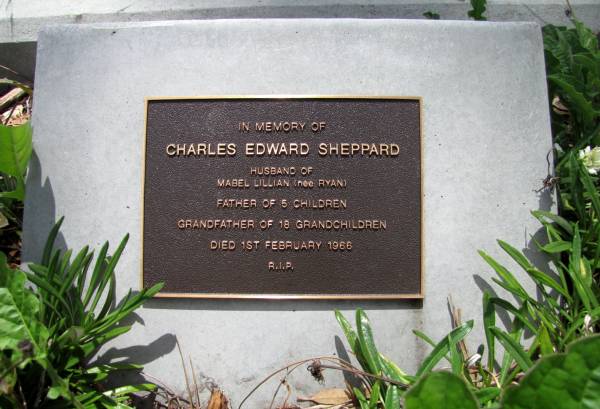 IN MEMORY OF
CHARLES EDWARD SHEPPARD
HUSBAND OF
MABEL LILLIAN (nee RYAN)
FATHER OF 5 CHILDREN
GRANDFATHER OF 18 GRANDCHILDREN
DIED 1ST FEBRUARY 1966
R.I.P.